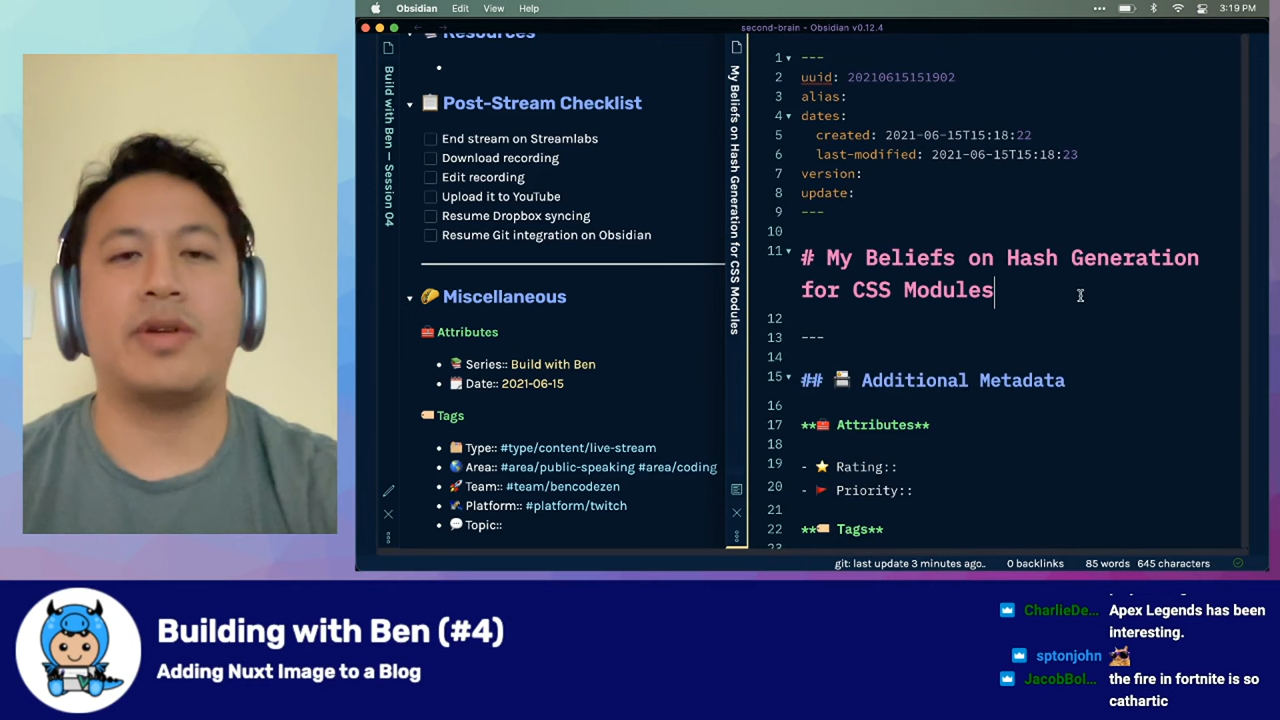 Obsidian Edit View Help
3:19 PM
second-brain - Obsidian v0.12.4
Build with Ben — Session 04
Resources
Post-Stream Checklist
End stream on Streamlabs
Download recording
Edit recording
Upload it to YouTube
Resume Dropbox syncing
Resume Git integration on Obsidian
Miscellaneous
Attributes
Series:: Build with Ben
Date:: 2021-06-15
Tags
Type:: #type/content/live-stream
Area:: #area/public-speaking #area/coding
Team:: #team/bencodezen
Platform:: #platform/twitch
Topic::
My Beliefs on Hash Generation for CSS Modules
1 ---
2 uuid: 20210615151902
3 alias:
4 dates:
5 created: 2021-06-15T15:18:22
6 last-modified: 2021-06-15T15:18:23
7 version:
8 update:
9 ---
10
11 # My Beliefs on Hash Generation
for CSS Modules
12
13 ---
14
15 ## Additional Metadata
16
17 **Attributes**
18
19 - Rating::
20 - Priority::
21
22 **Tags**
23
git: last update 3 minutes ago.. 0 backlinks 85 words 645 characters
Building with Ben (#4)
Adding Nuxt Image to a Blog
CharlieDe... Apex Legends has been
interesting.
sptonjohn
JacobBol... the fire in fortnite is so
cathartic